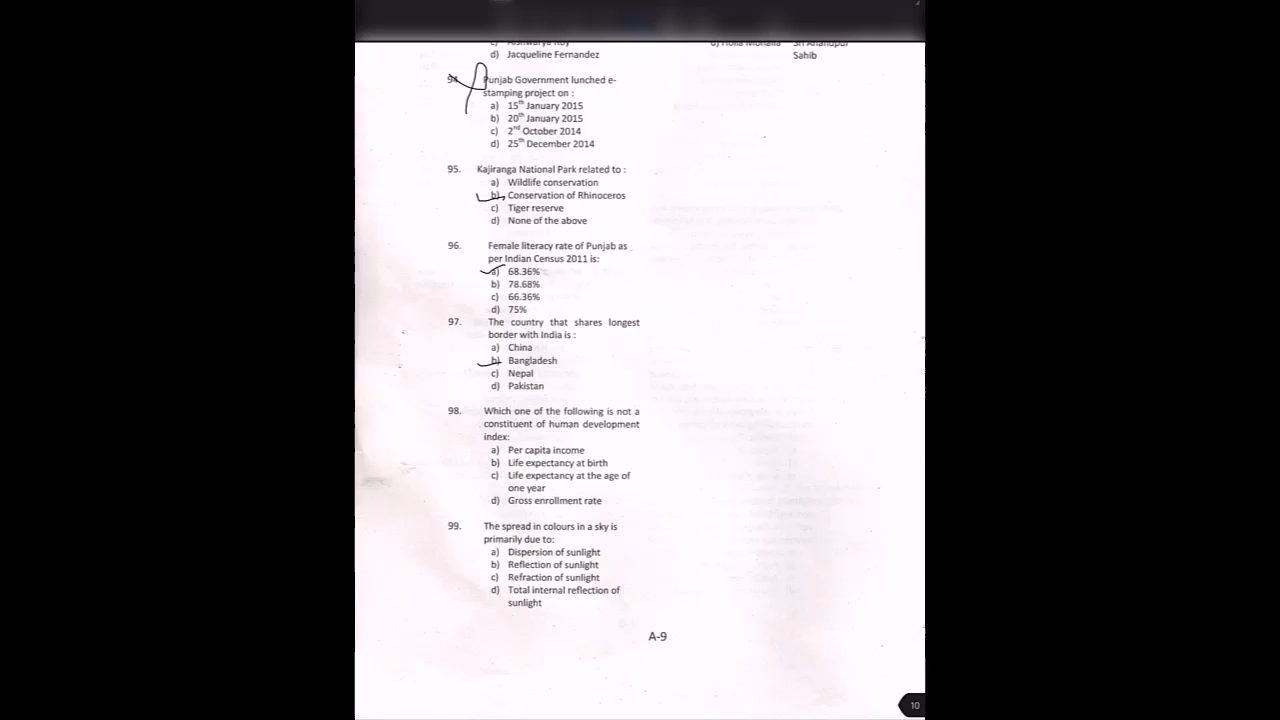 d) Jacqueline Fernandez
94. Punjab Government lunched e-
stamping project on :
a) 15th January 2015
b) 20th January 2015
c) 2nd October 2014
d) 25th December 2014
95. Kajiranga National Park related to :
a) Wildlife conservation
b) Conservation of Rhinoceros
c) Tiger reserve
d) None of the above
96. Female literacy rate of Punjab as
per Indian Census 2011 is:
a) 68.36%
b) 78.68%
c) 66.36%
d) 75%
97. The country that shares longest
border with India is :
a) China
b) Bangladesh
c) Nepal
d) Pakistan
98. Which one of the following is not a
constituent of human development
index:
a) Per capita income
b) Life expectancy at birth
c) Life expectancy at the age of
one year
d) Gross enrollment rate
99. The spread in colours in a sky is
primarily due to:
a) Dispersion of sunlight
b) Reflection of sunlight
c) Refraction of sunlight
d) Total internal reflection of
sunlight
Sahib
A-9
10